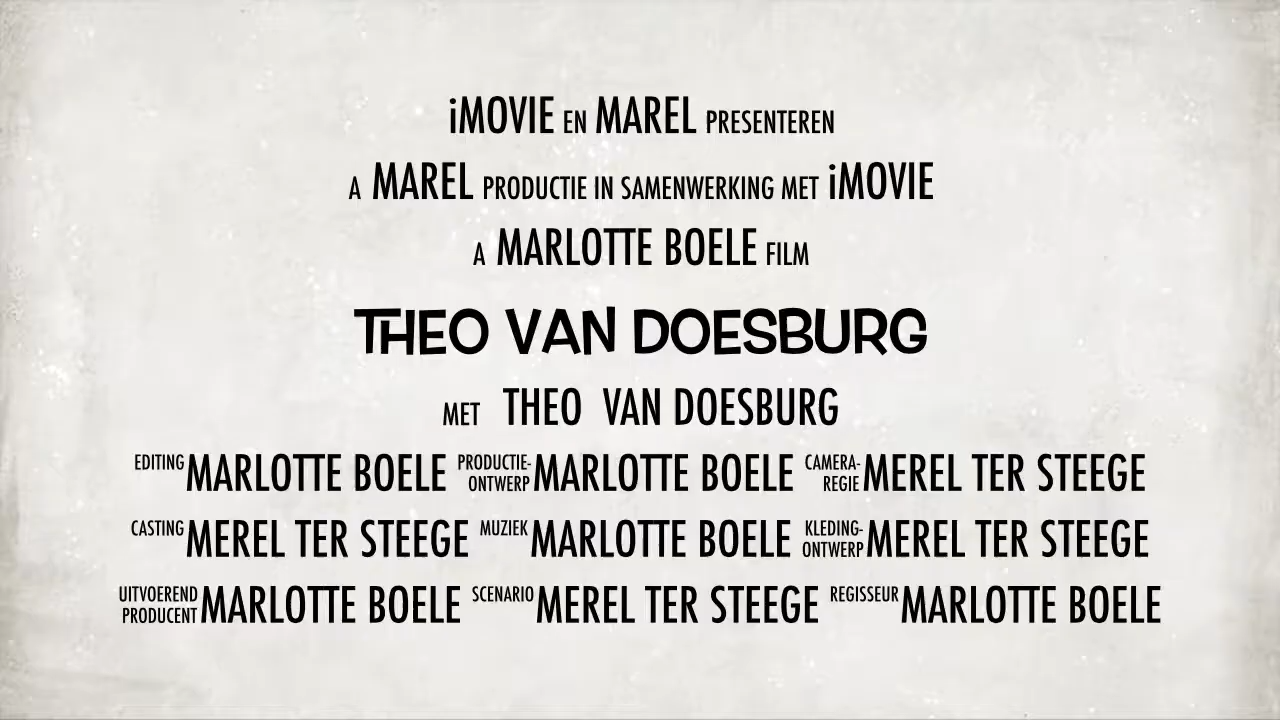 iMOVIE EN MAREL PRESENTEREN
A MAREL PRODUCTIE IN SAMENWERKING MET iMOVIE
A MARLOTTE BOELE FILM
THEO VAN DOESBURG
MET THEO VAN DOESBURG
EDITING MARLOTTE BOELE PRODUCTIE-ONTWERP MARLOTTE BOELE CAMERA-REGIE MEREL TER STEEGE
CASTING MEREL TER STEEGE MUZIEK MARLOTTE BOELE KLEDING-ONTWERP MEREL TER STEEGE
UITVOEREND PRODUCENT MARLOTTE BOELE SCENARIO MEREL TER STEEGE REGISSEUR MARLOTTE BOELE